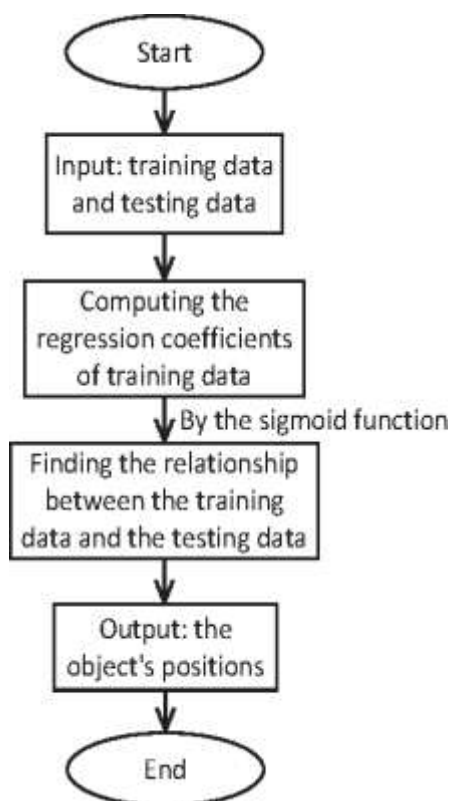 Start
Input: training data
and testing data
Computing the
regression coefficients
of training data
By the sigmoid function
Finding the relationship
between the training
data and the testing data
Output: the
object's positions
End